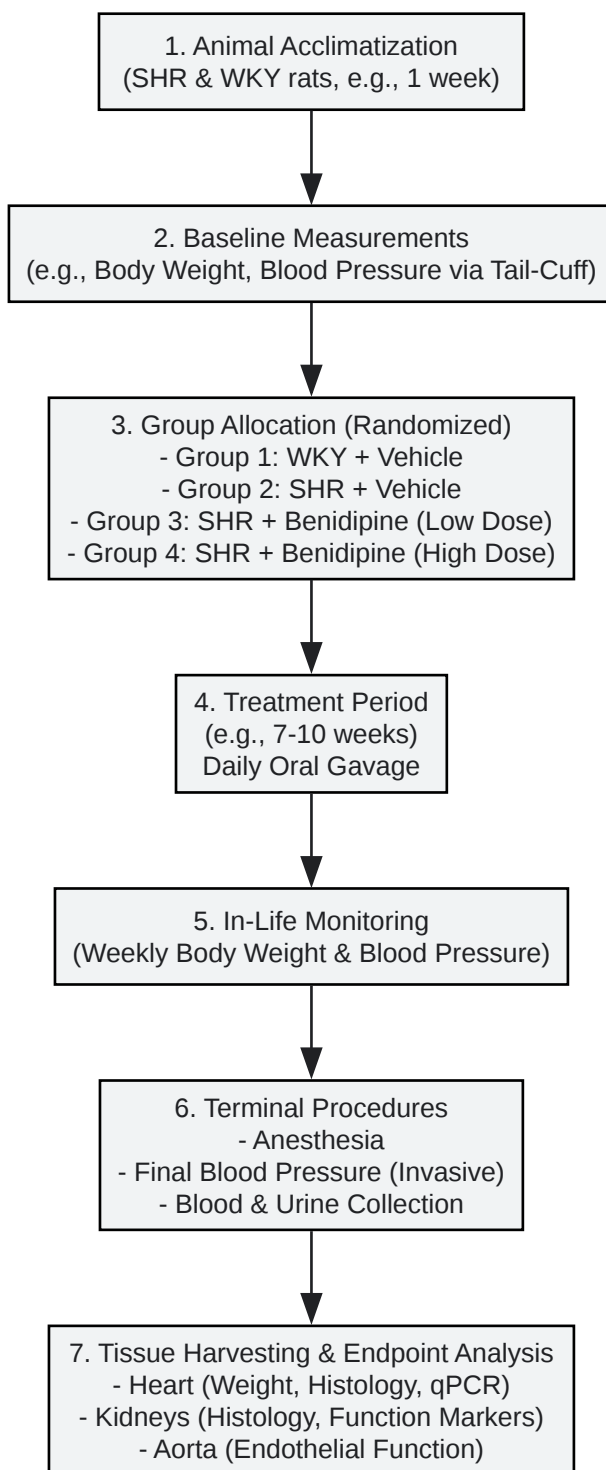 1. Animal Acclimatization
(SHR & WKY rats, e.g., 1 week)
2. Baseline Measurements
(e.g., Body Weight, Blood Pressure via Tail-Cuff)
3. Group Allocation (Randomized)
- Group 1: WKY + Vehicle
- Group 2: SHR + Vehicle
- Group 3: SHR + Benidipine (Low Dose)
- Group 4: SHR + Benidipine (High Dose)
4. Treatment Period
(e.g., 7-10 weeks)
Daily Oral Gavage
5. In-Life Monitoring
(Weekly Body Weight & Blood Pressure)
6. Terminal Procedures
- Anesthesia
- Final Blood Pressure (Invasive)
- Blood & Urine Collection
7. Tissue Harvesting & Endpoint Analysis
- Heart (Weight, Histology, qPCR)
- Kidneys (Histology, Function Markers)
- Aorta (Endothelial Function)